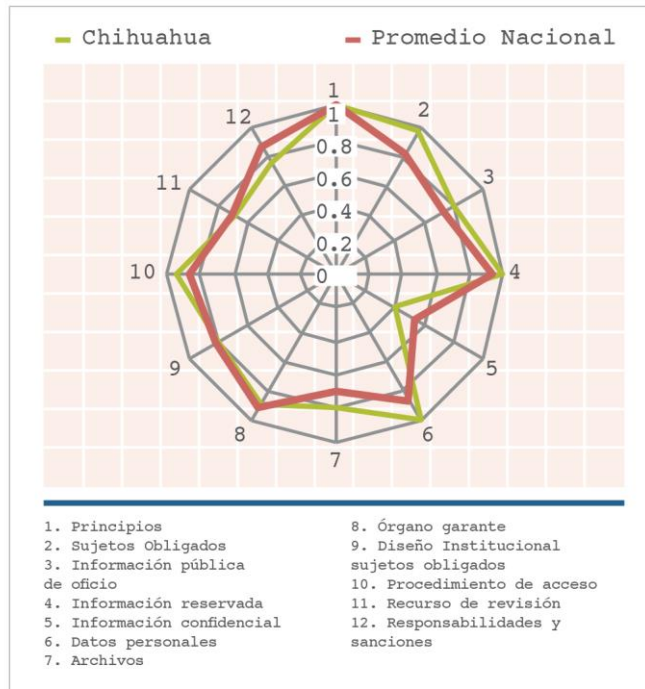 Chihuahua
Promedio Nacional
1
2
3
4
5
6
7
8
9
10
11
12
1
0.8
0.6
0.4
0.2
0
1. Principios
2. Sujetos Obligados
3. Información pública
de oficio
4. Información reservada
5. Información confidencial
6. Datos personales
7. Archivos
8. Órgano garante
9. Diseño Institucional
sujetos obligados
10. Procedimiento de acceso
11. Recurso de revisión
12. Responsabilidades y
sanciones